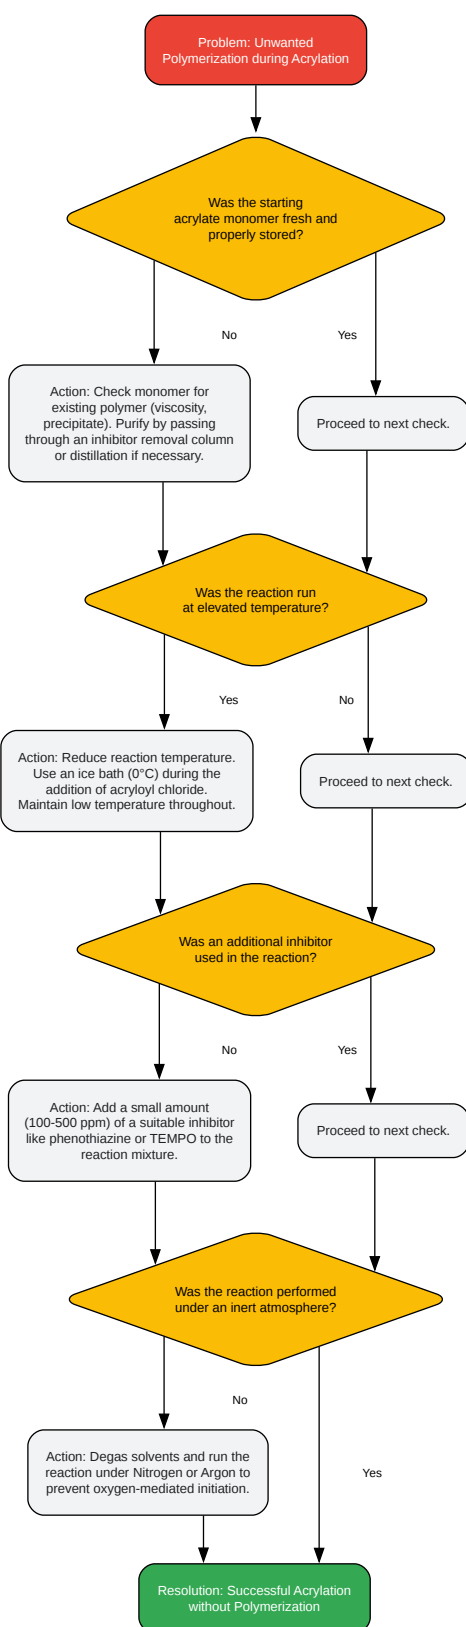 Problem: Unwanted
Polymerization during Acrylation
Was the starting
acrylate monomer fresh and
properly stored?
No
Yes
Action: Check monomer for
existing polymer (viscosity,
precipitate). Purify by passing
through an inhibitor removal column
or distillation if necessary.
Proceed to next check.
Was the reaction run
at elevated temperature?
Yes
No
Action: Reduce reaction temperature.
Use an ice bath (0°C) during the
addition of acryloyl chloride.
Maintain low temperature throughout.
Proceed to next check.
Was an additional inhibitor
used in the reaction?
No
Yes
Action: Add a small amount
(100-500 ppm) of a suitable inhibitor
like phenothiazine or TEMPO to the
reaction mixture.
Proceed to next check.
Was the reaction performed
under an inert atmosphere?
No
Yes
Action: Degas solvents and run the
reaction under Nitrogen or Argon to
prevent oxygen-mediated initiation.
Resolution: Successful Acrylation
without Polymerization